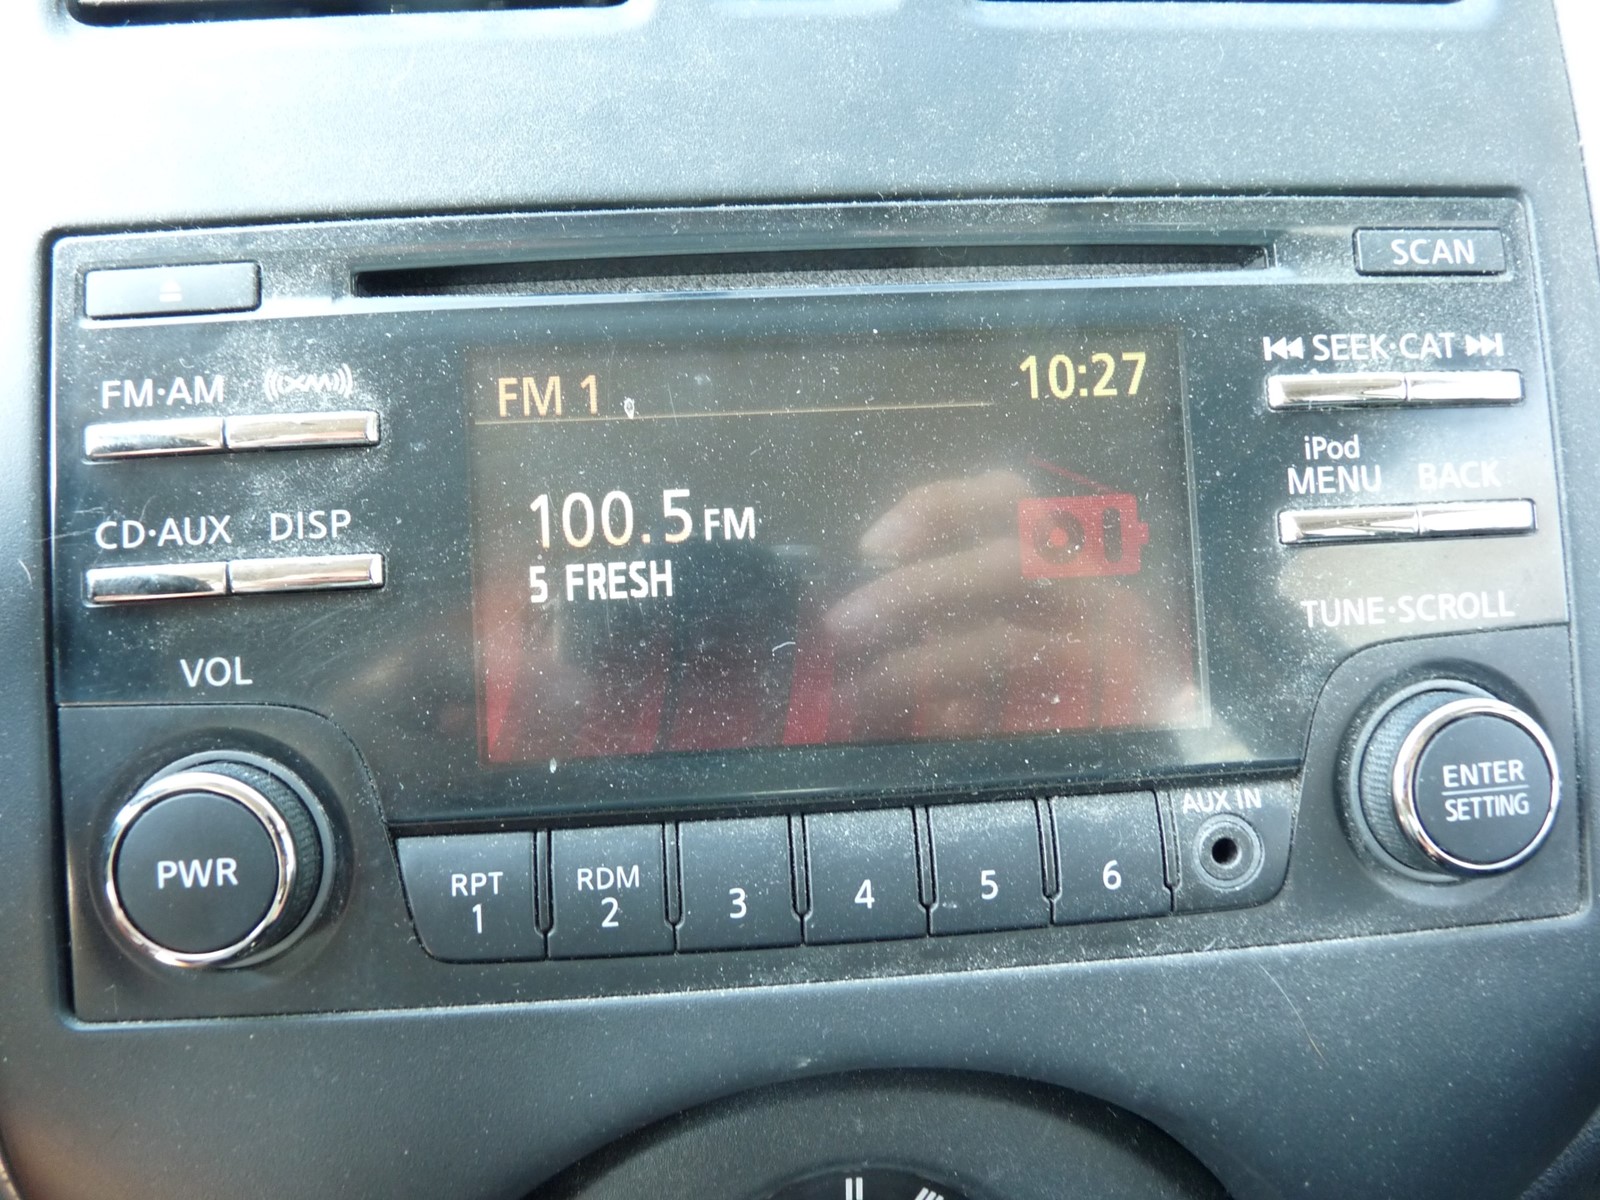 SCAN
FM·AM
XM
SEEK·CAT
FM 1
10:27
iPod
MENU
BACK
100.5 FM
5 FRESH
CD·AUX
DISP
TUNE·SCROLL
VOL
PWR
RPT
1
RDM
2
3
4
5
6
AUX IN
ENTER
SETTING